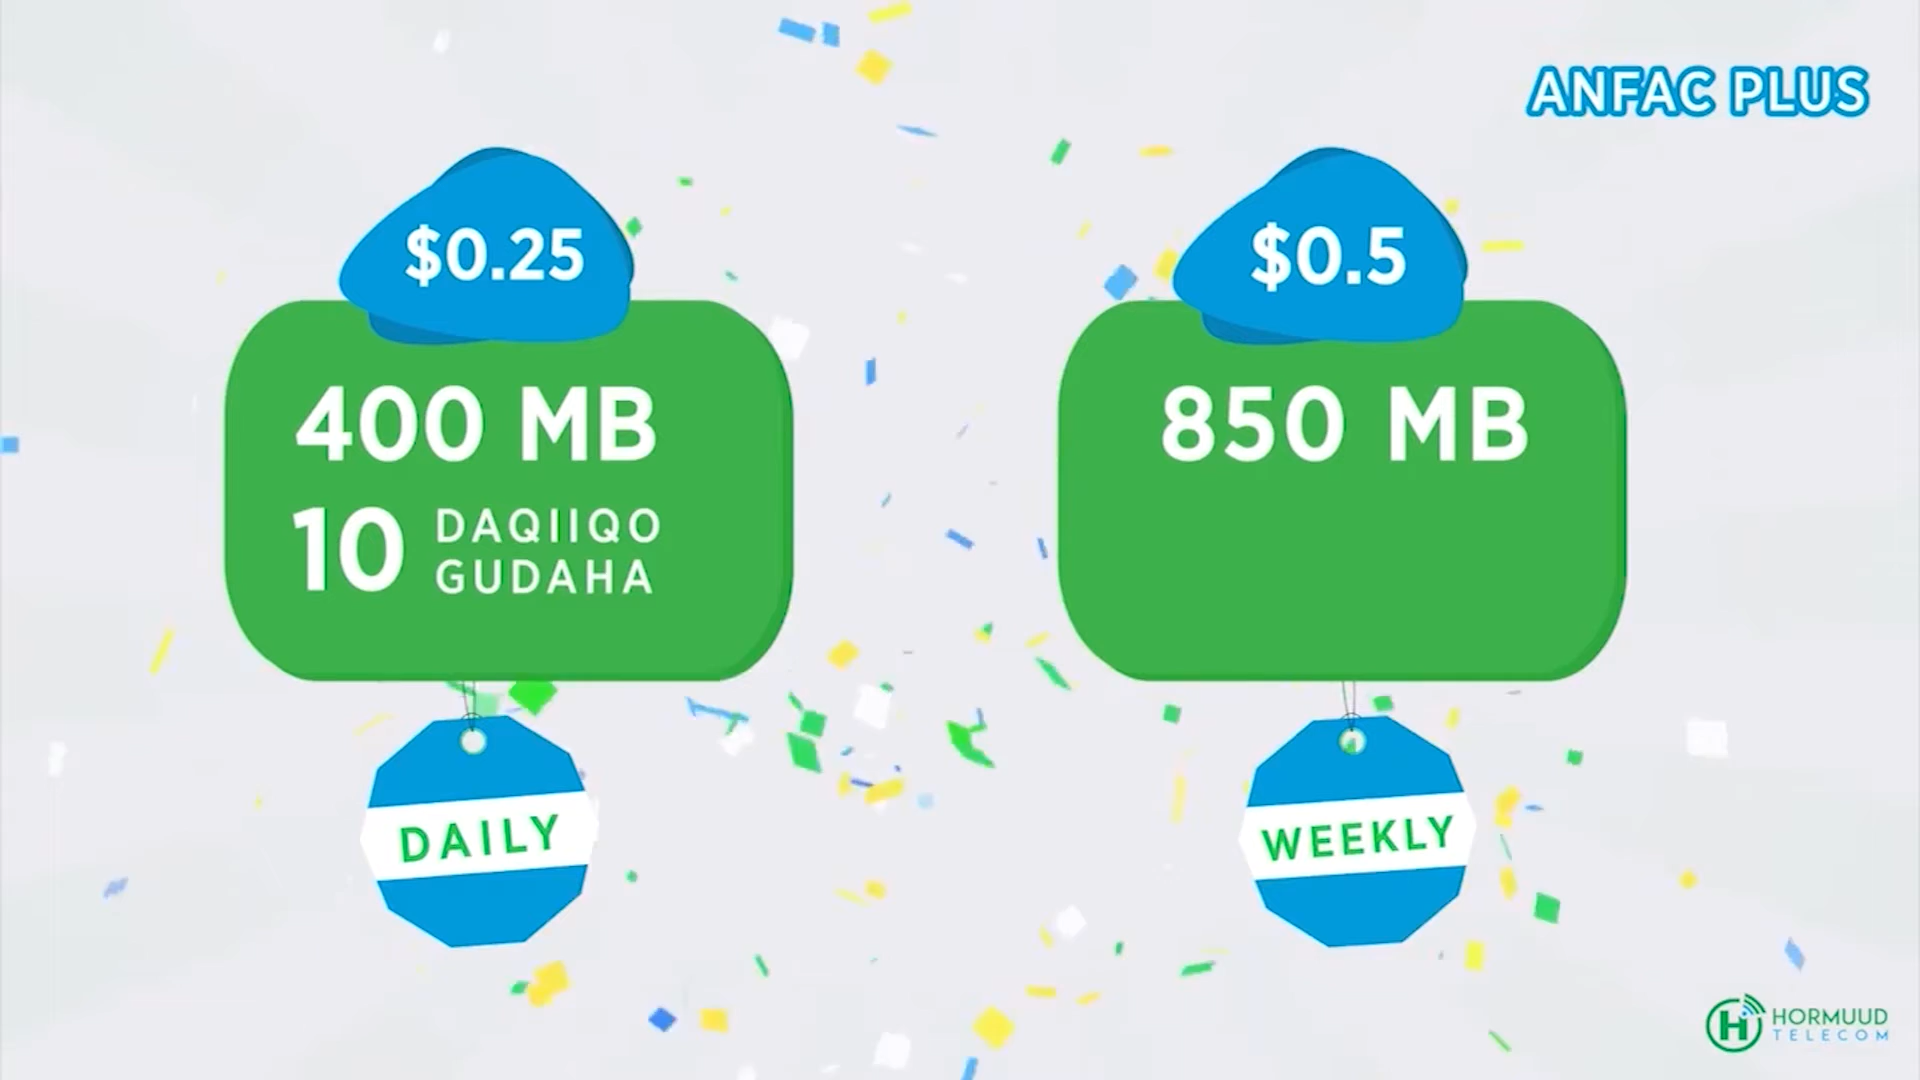 ANFAC PLUS
$0.25
400 MB
10 DAQIIQO
GUDAHA
DAILY
$0.5
850 MB
WEEKLY
HORMUUD
TELECOM